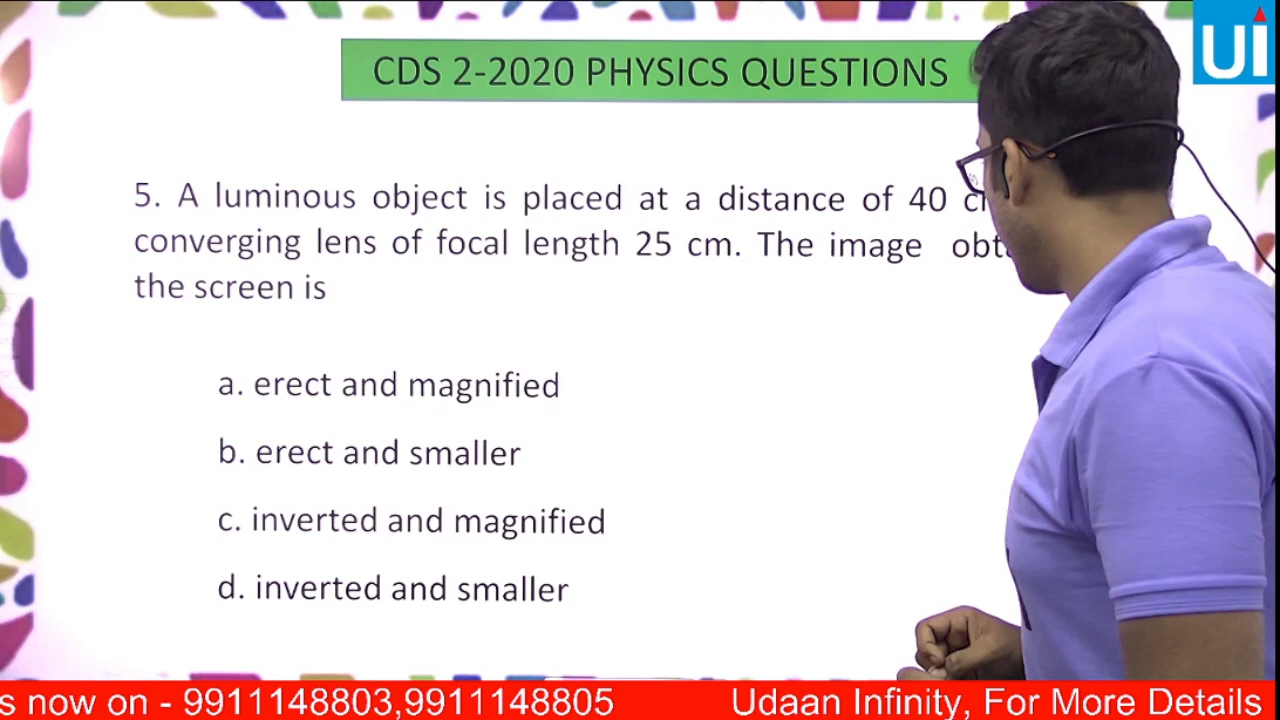 Ui
CDS 2-2020 PHYSICS QUESTIONS
5. A luminous object is placed at a distance of 40
converging lens of focal length 25 cm. The image
the screen is
a. erect and magnified
b. erect and smaller
c. inverted and magnified
d. inverted and smaller
s now on - 9911148803,9911148805 Udaan Infinity, For More Details